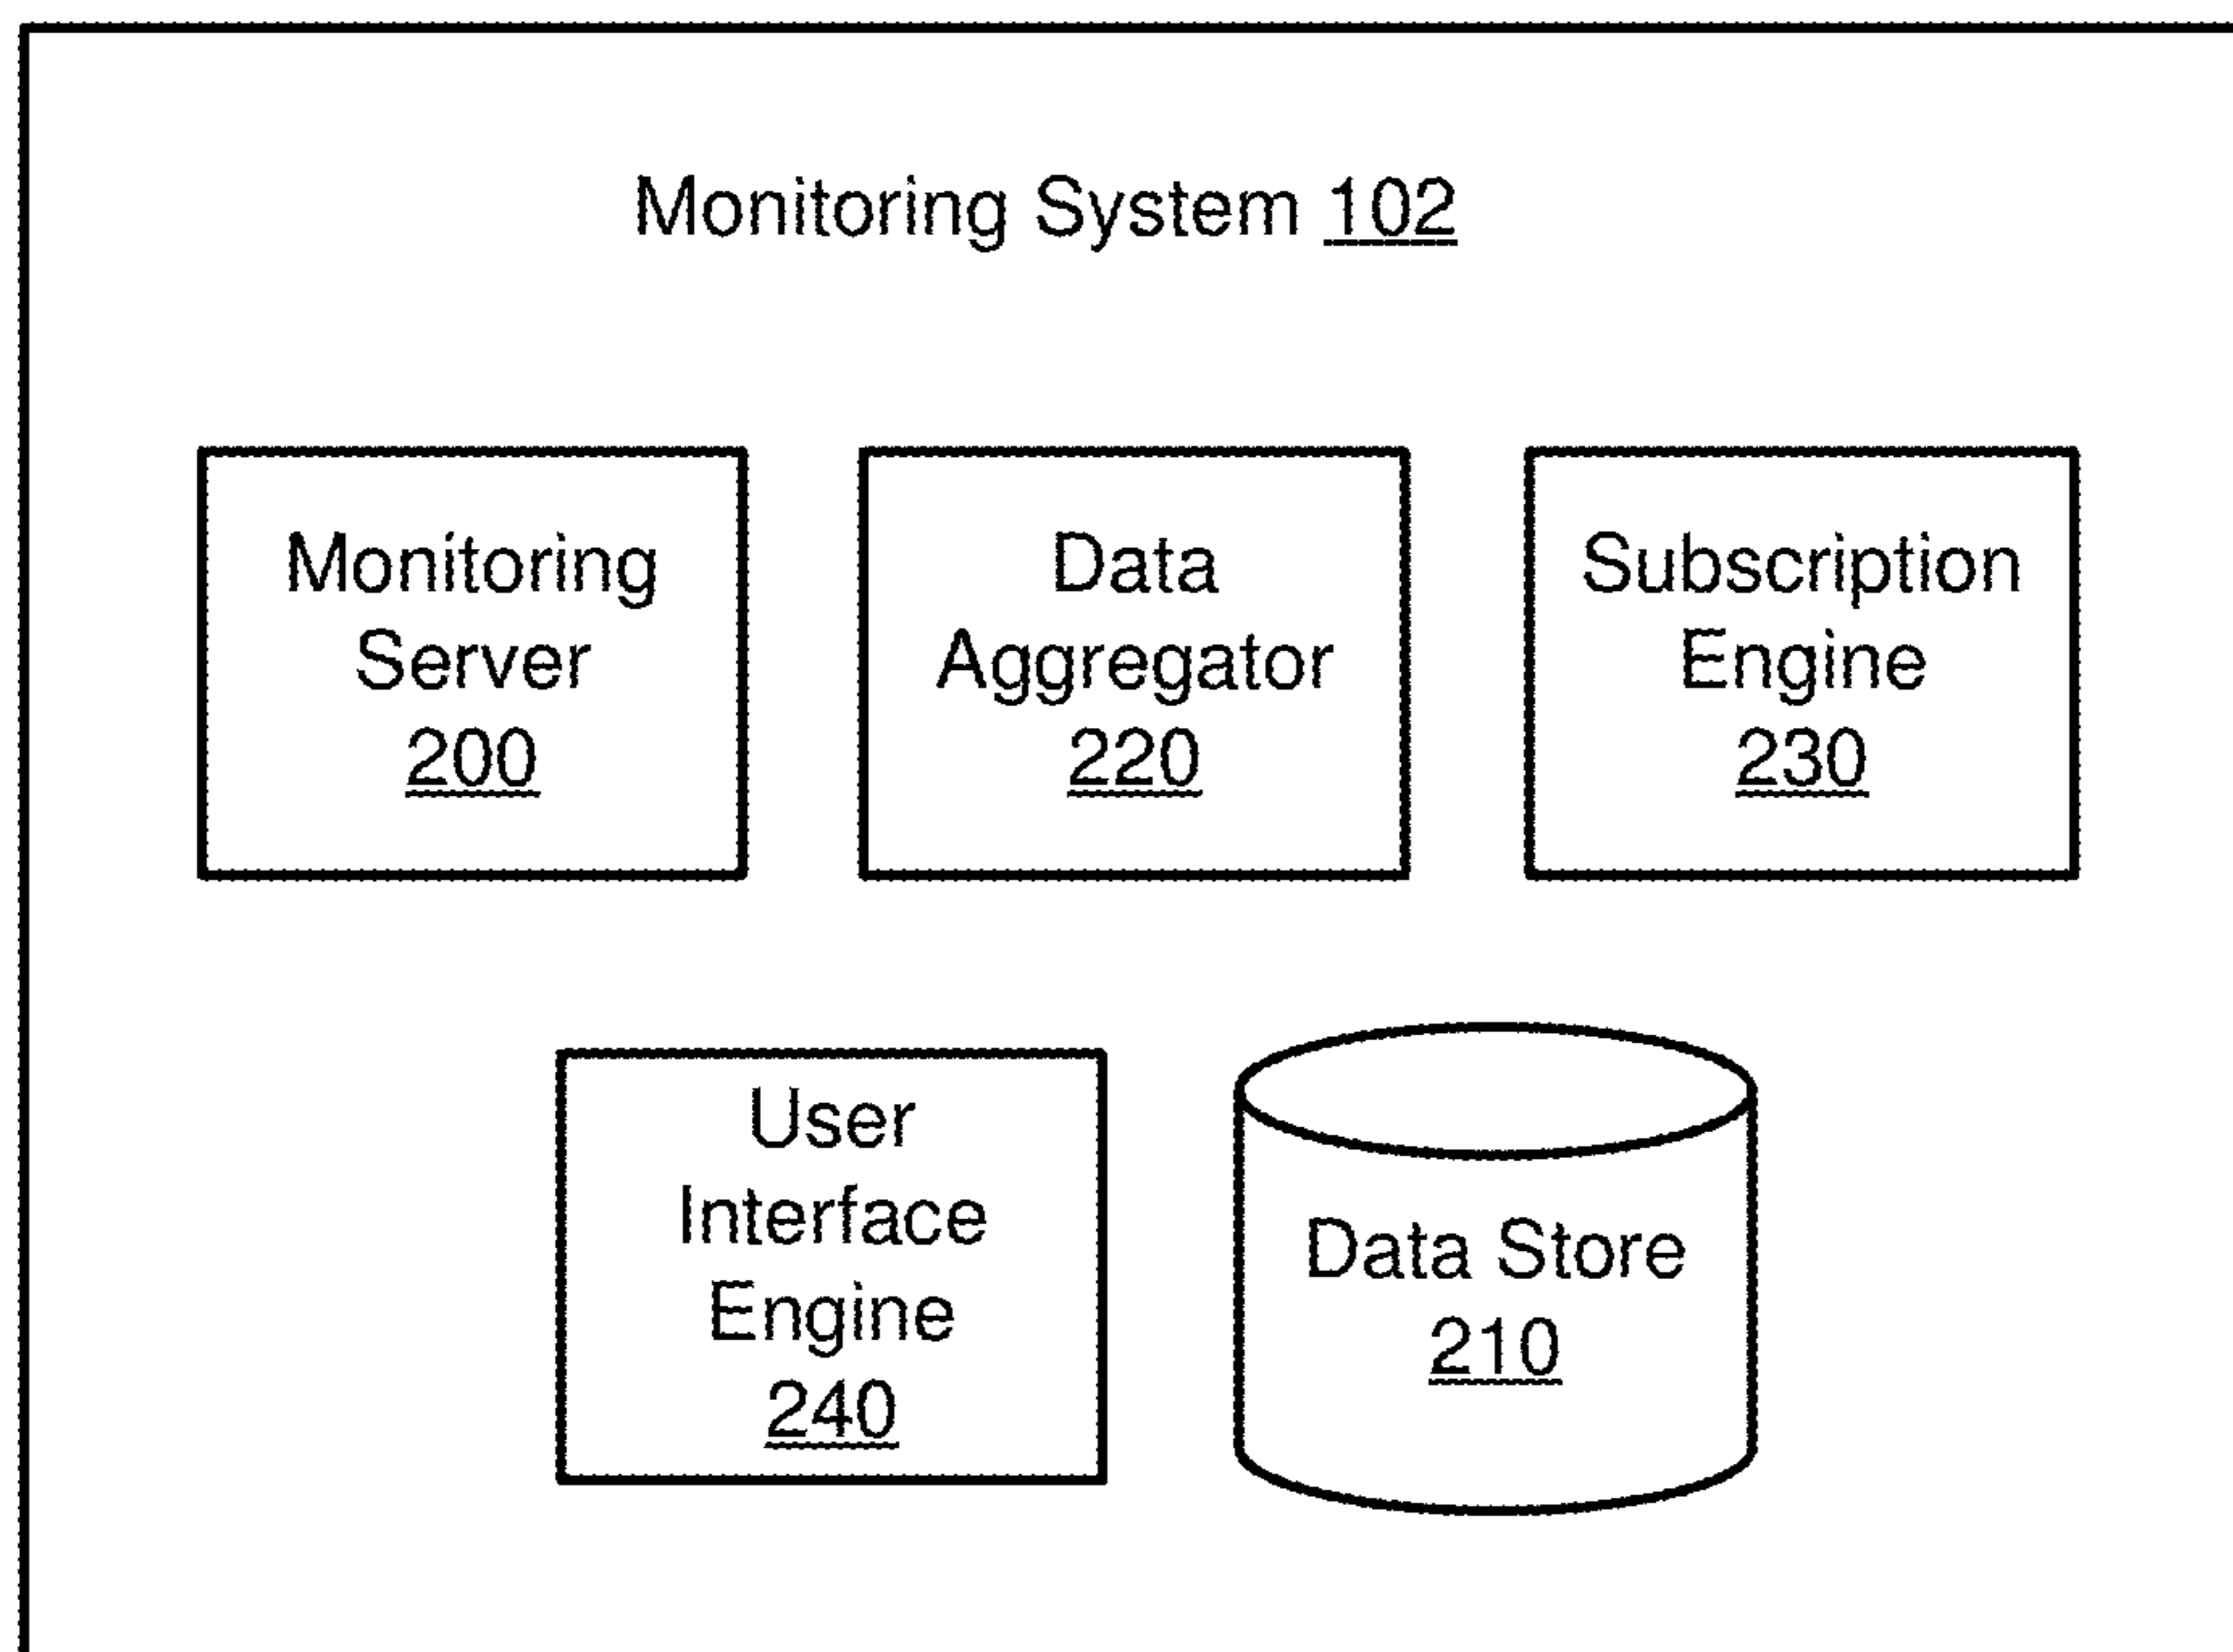 Monitoring System 102
Monitoring
Server
200
Data
Aggregator
220
Subscription
Engine
230
User
Interface
Engine
240
Data Store
210